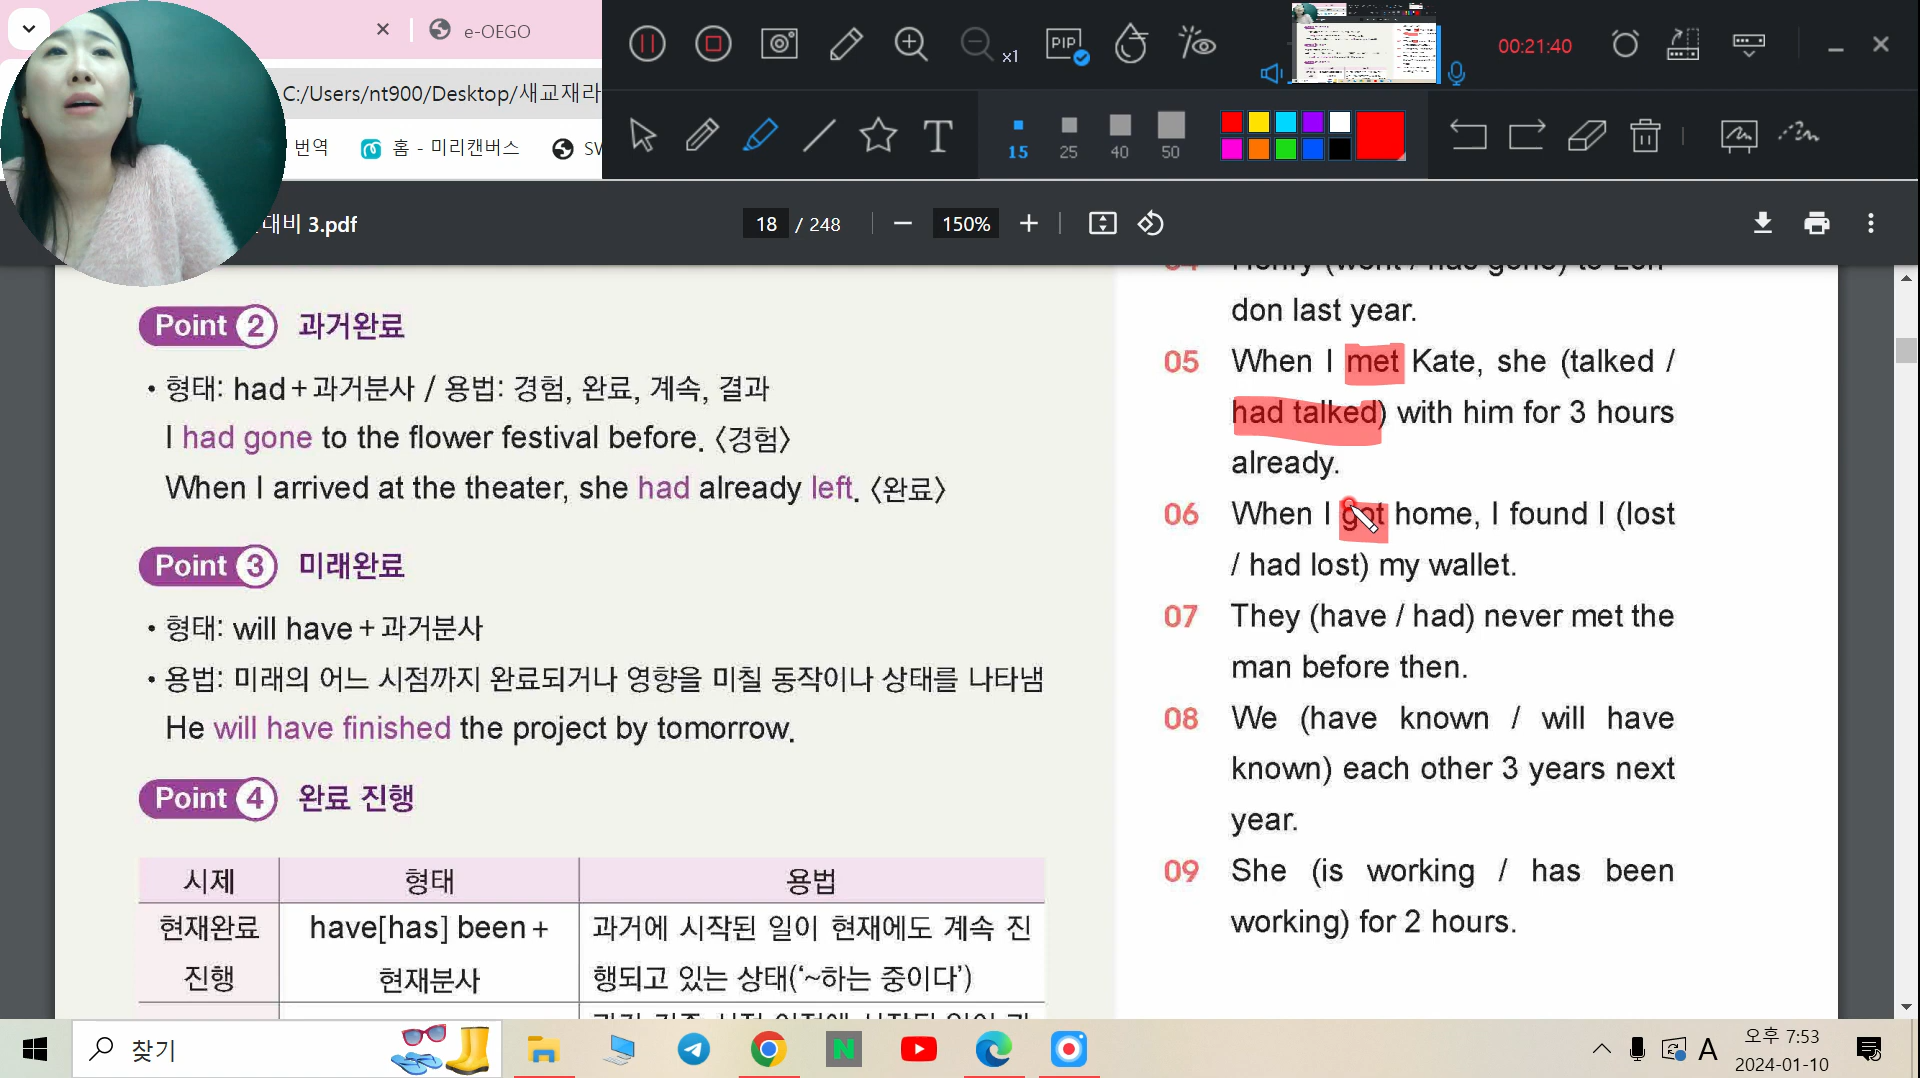 e-OEGO
x1
PIP
00:21:40
C:/Users/nt900/Desktop/새교재라
15 25 40 50
T
번역
홈 - 미리캔버스
대비 3.pdf
18 / 248
150%
Point 2 과거완료
• 형태: had + 과거분사 / 용법: 경험, 완료, 계속, 결과
I had gone to the flower festival before. 〈경험〉
When I arrived at the theater, she had already left. 〈완료〉
Point 3 미래완료
• 형태: will have + 과거분사
• 용법: 미래의 어느 시점까지 완료되거나 영향을 미칠 동작이나 상태를 나타냄
He will have finished the project by tomorrow.
Point 4 완료 진행
시제 형태 용법
현재완료 have[has] been + 과거에 시작된 일이 현재에도 계속 진
진행 현재분사 행되고 있는 상태(‘~하는 중이다’)
04 Henry (went / has gone) to Lon-
don last year.
05 When I met Kate, she (talked /
had talked) with him for 3 hours
already.
06 When I got home, I found I (lost
/ had lost) my wallet.
07 They (have / had) never met the
man before then.
08 We (have known / will have
known) each other 3 years next
year.
09 She (is working / has been
working) for 2 hours.
찾기
N
A
오후 7:53
2024-01-10